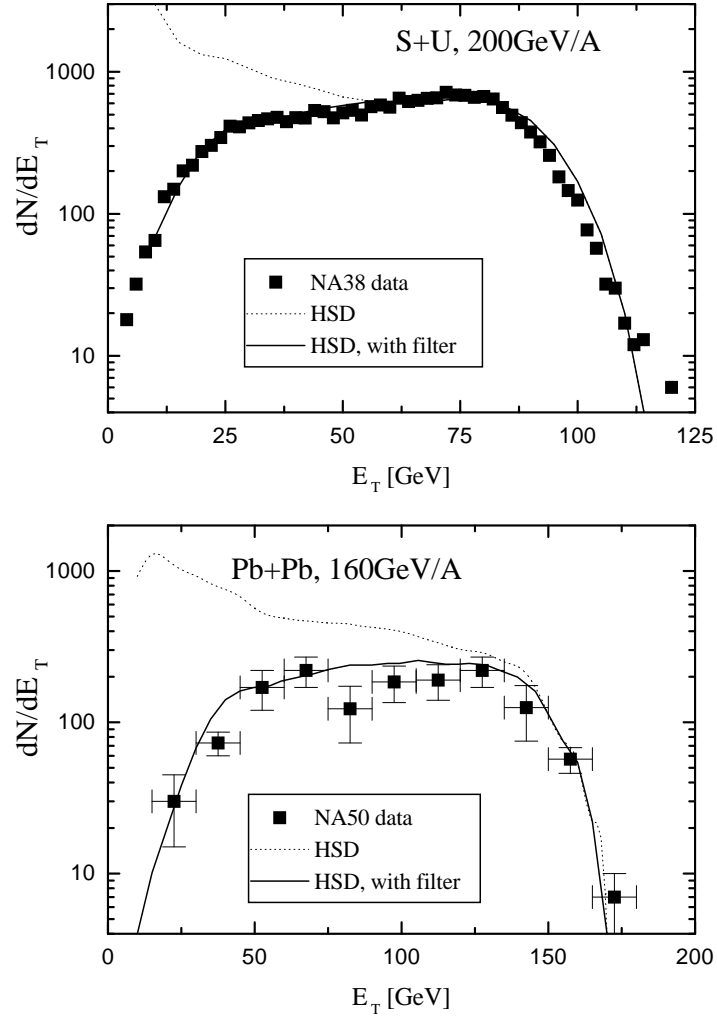 S+U, 200GeV/A
1000
100
10
dN/dE_T
NA38 data
HSD
HSD, with filter
0 25 50 75 100 125
E_T [GeV]
Pb+Pb, 160GeV/A
1000
100
10
dN/dE_T
NA50 data
HSD
HSD, with filter
0 50 100 150 200
E_T [GeV]